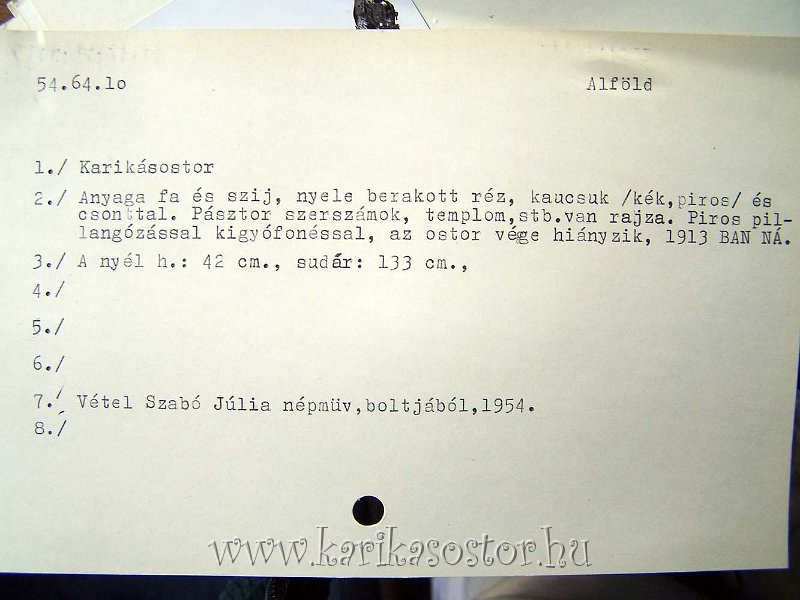 54.64.lo
Alföld
1./ Karikásostor
2./ Anyaga fa és szij, nyele berakott réz, kaucsuk /kék,piros/ és
csonttal. Pásztor szerszámok, templom,stb.van rajza. Piros pil-
langózással kigyófonéssal, az ostor vége hiányzik, 1913 BAN NÁ.
3./ A nyél h.: 42 cm., sudár: 133 cm.,
4./
5./
6./
7./ Vétel Szabó Júlia népmüv,boltjából,1954.
8./
www.karikasostor.hu